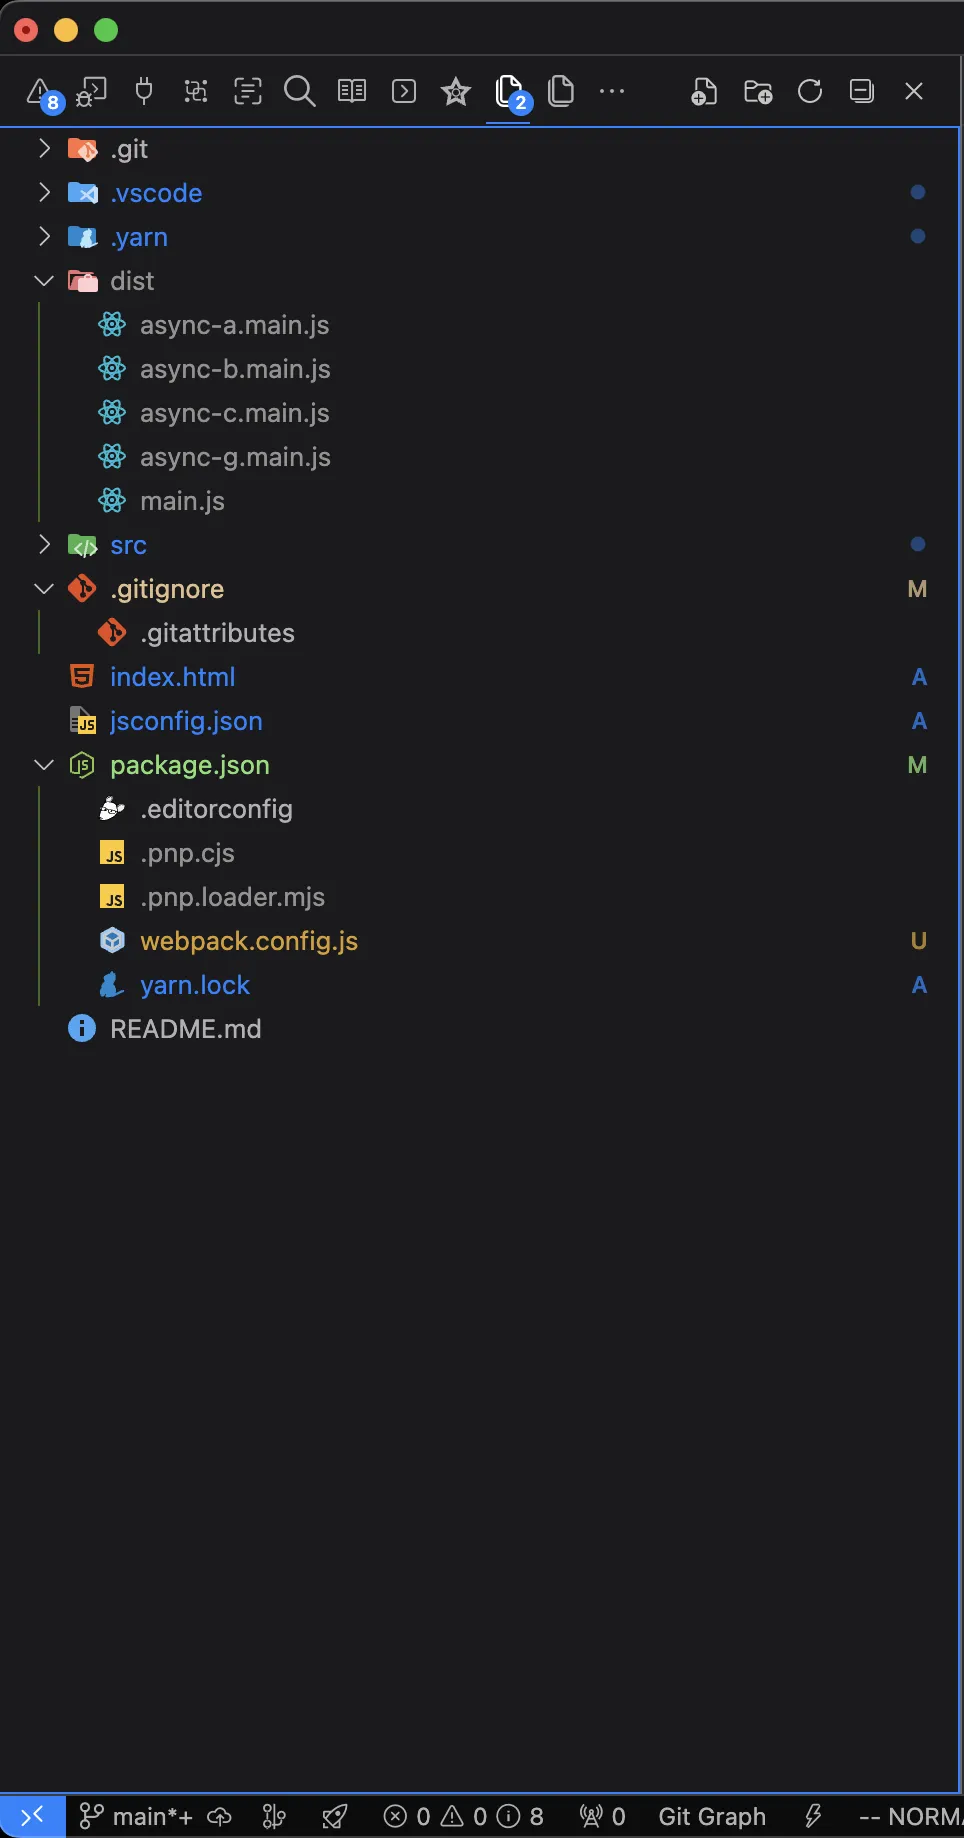 8
2
.git
.vscode
.yarn
dist
async-a.main.js
async-b.main.js
async-c.main.js
async-g.main.js
main.js
src
.gitignore M
.gitattributes
index.html A
jsconfig.json A
package.json M
.editorconfig
.pnp.cjs
.pnp.loader.mjs
webpack.config.js U
yarn.lock A
README.md
main*+ 0 0 8 0 Git Graph -- NORMA